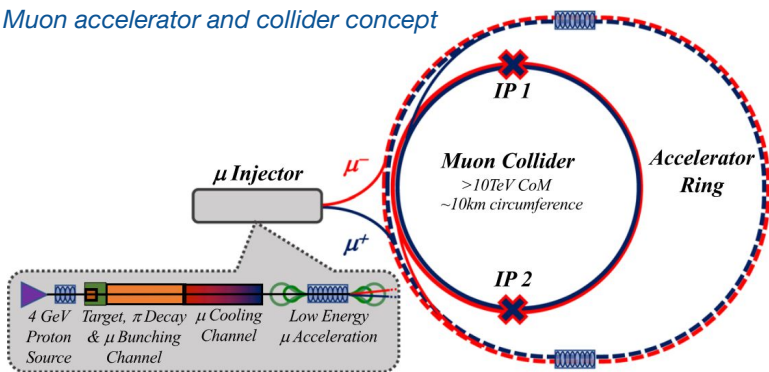 Muon accelerator and collider concept
IP 1
μ Injector
μ−
Muon Collider
>10TeV CoM
~10km circumference
Accelerator
Ring
μ+
IP 2
4 GeV
Proton
Source
Target, π Decay
& μ Bunching
Channel
μ Cooling
Channel
Low Energy
μ Acceleration